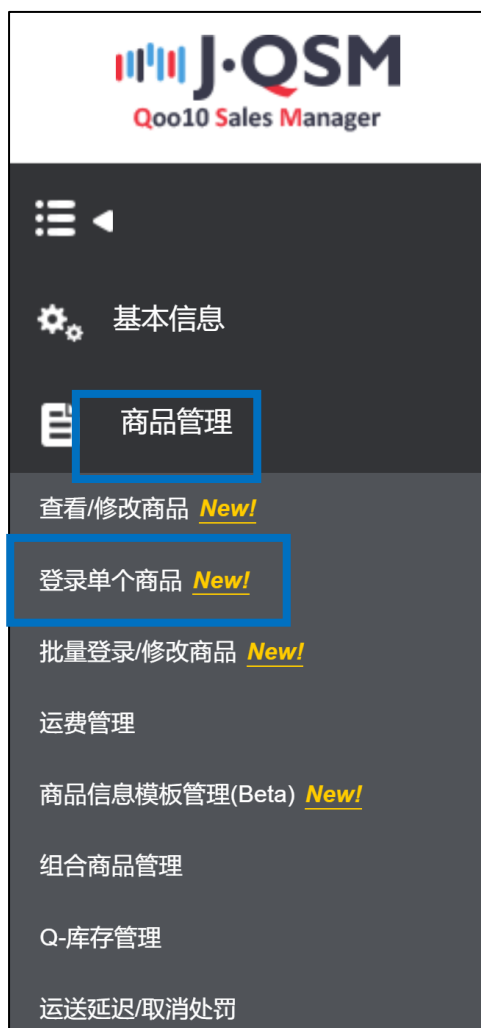 J·QSM
Qoo10 Sales Manager
基本信息
商品管理
查看/修改商品 New!
登录单个商品 New!
批量登录/修改商品 New!
运费管理
商品信息模板管理(Beta) New!
组合商品管理
Q-库存管理
运送延迟/取消处罚